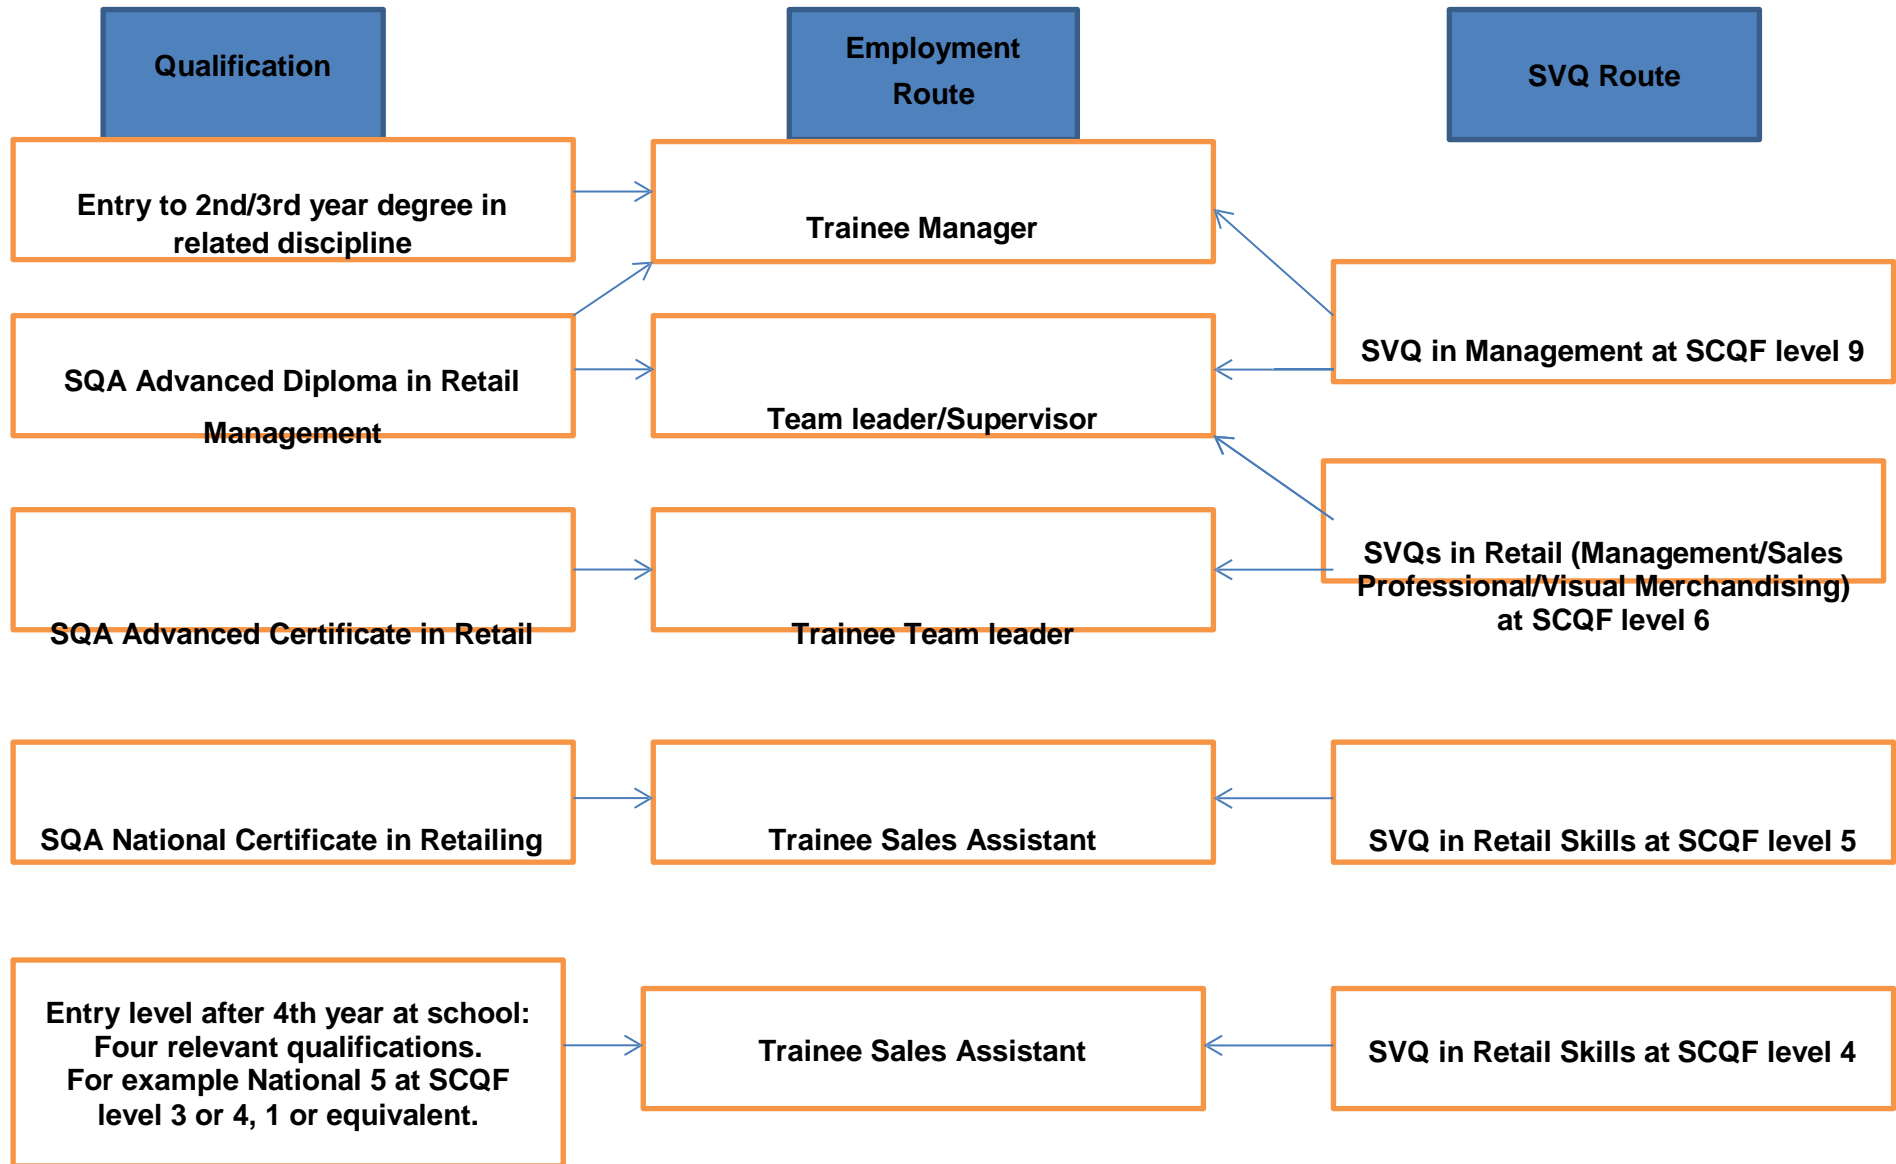 Qualification
Employment
Route
SVQ Route
Entry to 2nd/3rd year degree in
related discipline
Trainee Manager
SVQ in Management at SCQF level 9
SQA Advanced Diploma in Retail
Management
Team leader/Supervisor
SVQs in Retail (Management/Sales
Professional/Visual Merchandising)
at SCQF level 6
SQA Advanced Certificate in Retail
Trainee Team leader
SQA National Certificate in Retailing
Trainee Sales Assistant
SVQ in Retail Skills at SCQF level 5
Entry level after 4th year at school:
Four relevant qualifications.
For example National 5 at SCQF
level 3 or 4, 1 or equivalent.
Trainee Sales Assistant
SVQ in Retail Skills at SCQF level 4